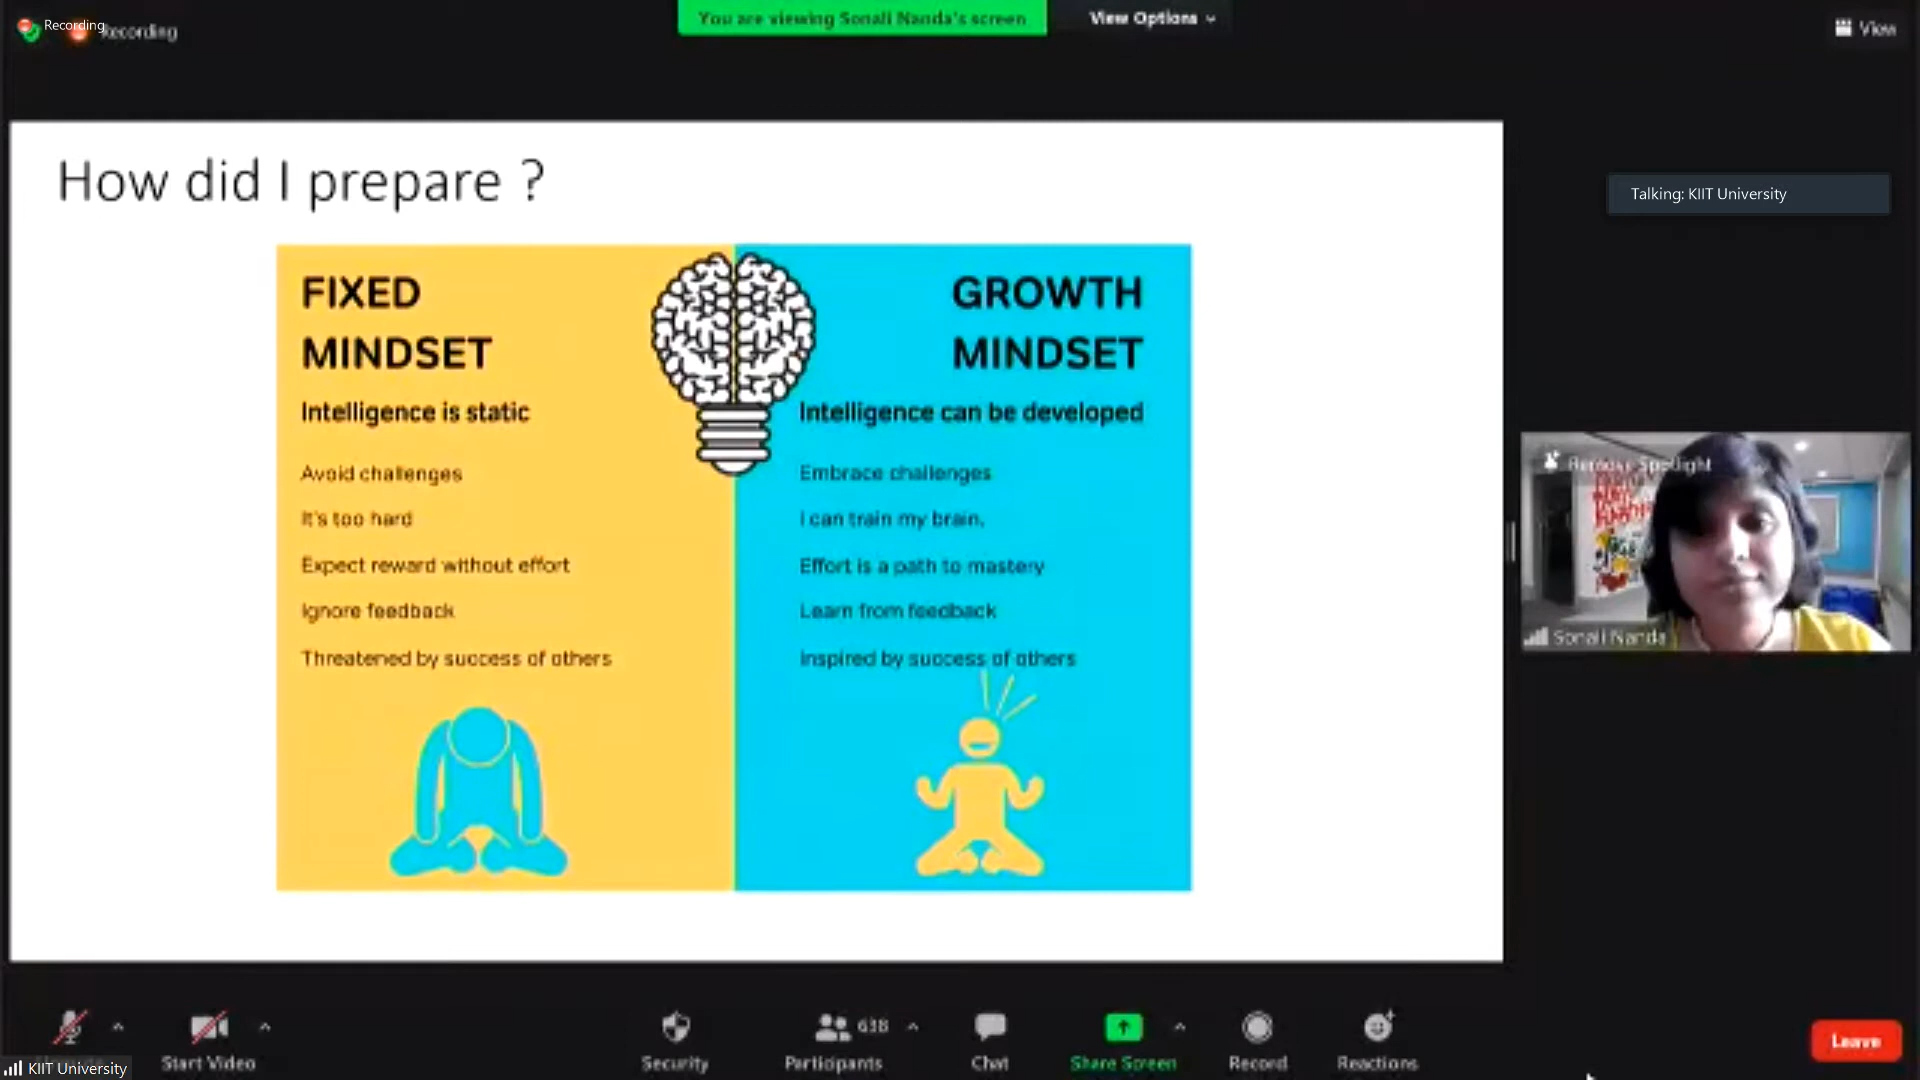 Recording
Recording
You are viewing Sonali Nanda's screen
View Options
View
How did I prepare ?
Talking: KIIT University
FIXED
MINDSET
Intelligence is static
Avoid challenges
It's too hard
Expect reward without effort
Ignore feedback
Threatened by success of others
GROWTH
MINDSET
Intelligence can be developed
Embrace challenges
I can train my brain.
Effort is a path to mastery
Learn from feedback
Inspired by success of others
Remove Spotlight
Sonali Nanda
KIIT University
Start Video
Security
638
Participants
Chat
Share Screen
Record
Reactions
Leave